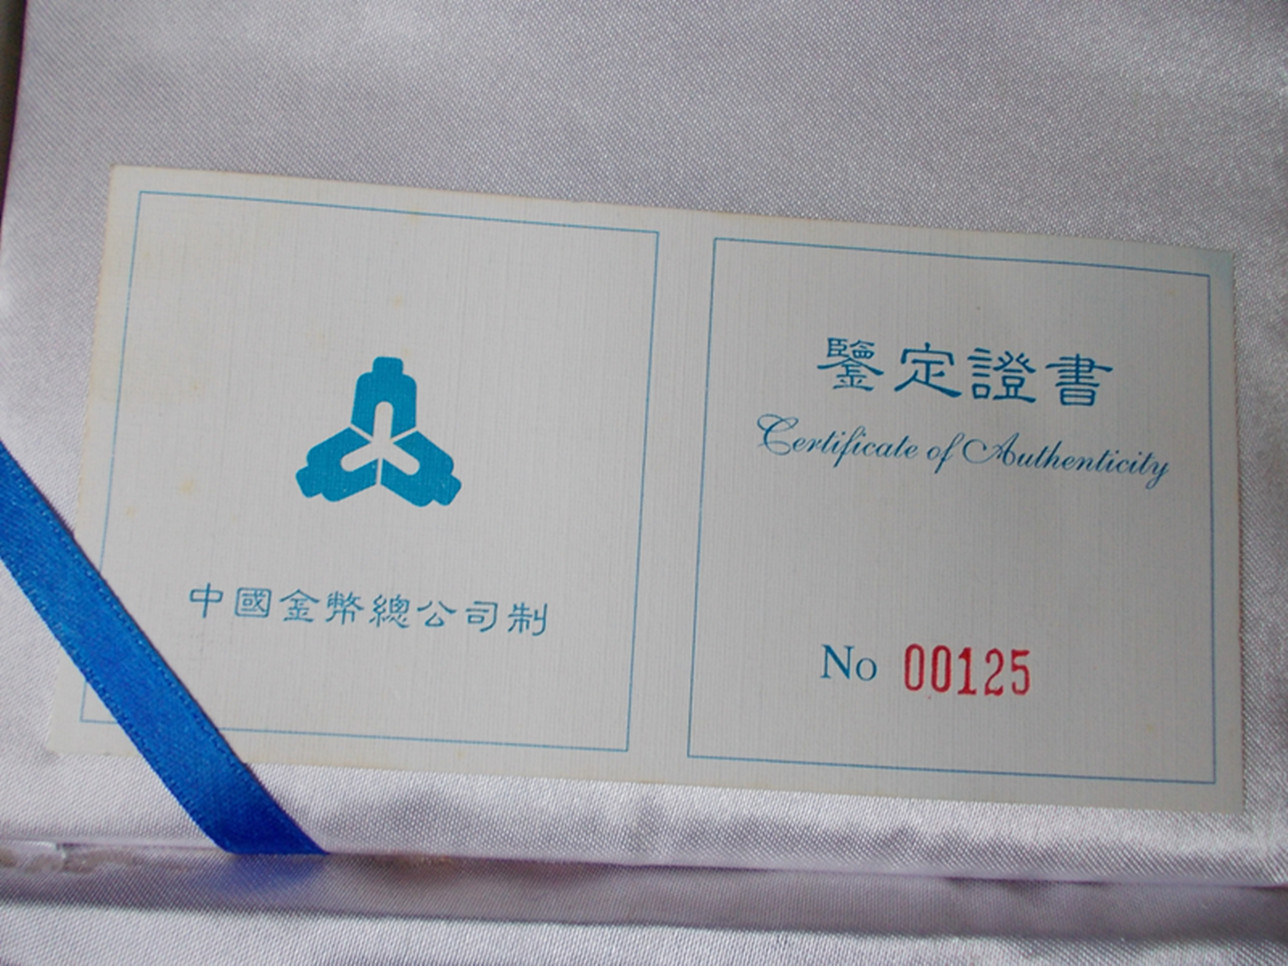 中國金幣總公司制
鑒定證書
Certificate of Authenticity
No 00125